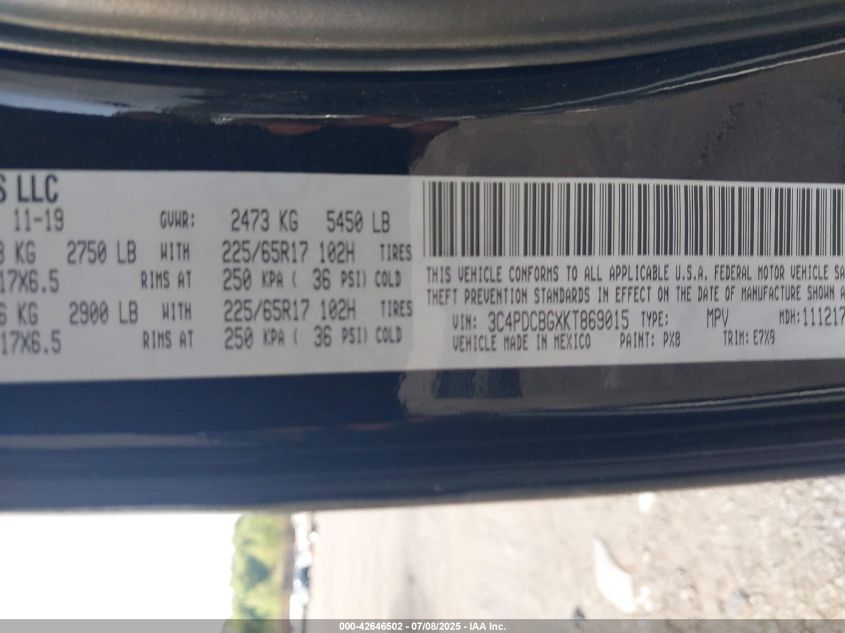 S LLC
11-19 GVWR: 2473 KG 5450 LB
KG 2750 LB WITH 225/65R17 102H TIRES
17X6.5 RIMS AT 250 KPA ( 36 PSI) COLD
KG 2900 LB WITH 225/65R17 102H TIRES
17X6.5 RIMS AT 250 KPA ( 36 PSI) COLD
THIS VEHICLE CONFORMS TO ALL APPLICABLE U.S.A. FEDERAL MOTOR VEHICLE SA
THEFT PREVENTION STANDARDS IN EFFECT ON THE DATE OF MANUFACTURE SHOWN A
VIN: 3C4PDCBGXKT869015 TYPE: MPV MDH: 111217
VEHICLE MADE IN MEXICO PAINT: PX8 TRIM: E7X9
000-42646502 - 07/08/2025 - IAA Inc.